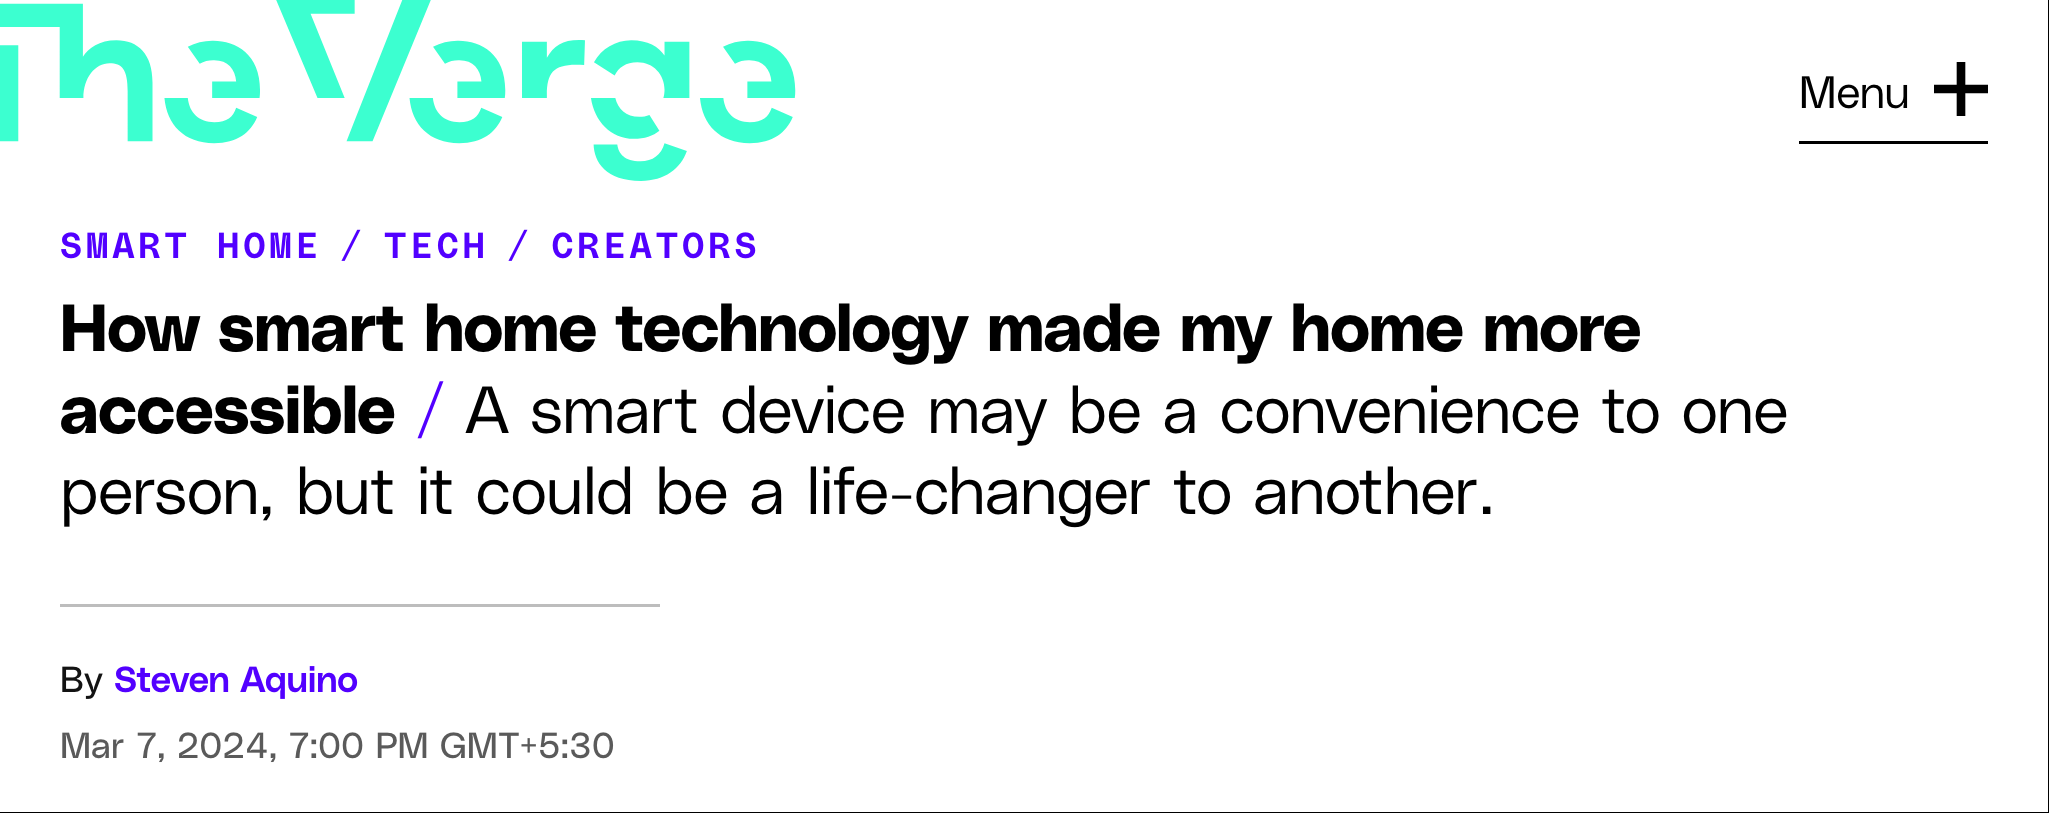 The Verge
Menu
SMART HOME / TECH / CREATORS
How smart home technology made my home more
accessible / A smart device may be a convenience to one
person, but it could be a life-changer to another.
By Steven Aquino
Mar 7, 2024, 7:00 PM GMT+5:30